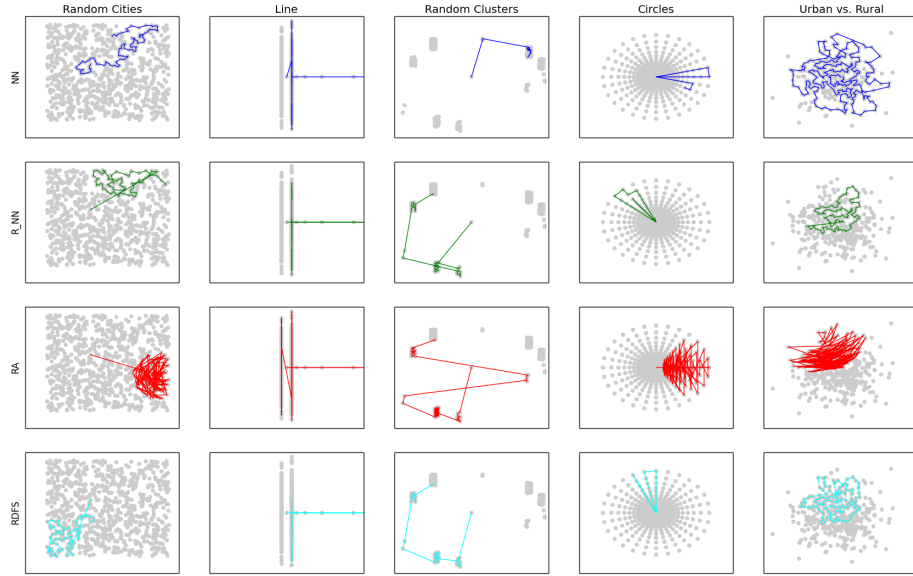 Random Cities
Line
Random Clusters
Circles
Urban vs. Rural
NN
R_NN
RA
RDFS